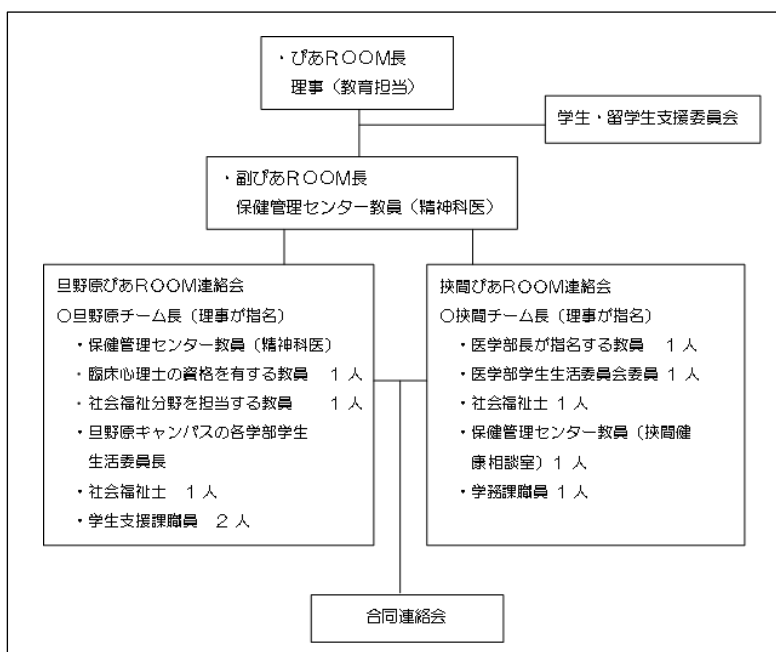 ・ぴあＲＯＯＭ長
理事（教育担当）
学生・留学生支援委員会
・副ぴあＲＯＯＭ長
保健管理センター教員（精神科医）
旦野原ぴあＲＯＯＭ連絡会
〇旦野原チーム長（理事が指名）
・保健管理センター教員（精神科医）
・臨床心理士の資格を有する教員　１人
・社会福祉分野を担当する教員　１人
・旦野原キャンパスの各学部学生
生活委員長
・社会福祉士　１人
・学生支援課職員　２人
挾間ぴあＲＯＯＭ連絡会
〇挾間チーム長（理事が指名）
・医学部長が指名する教員　１人
・医学部学生生活委員会委員１人
・社会福祉士１人
・保健管理センター教員（挾間健
康相談室）１人
・学務課職員１人
合同連絡会